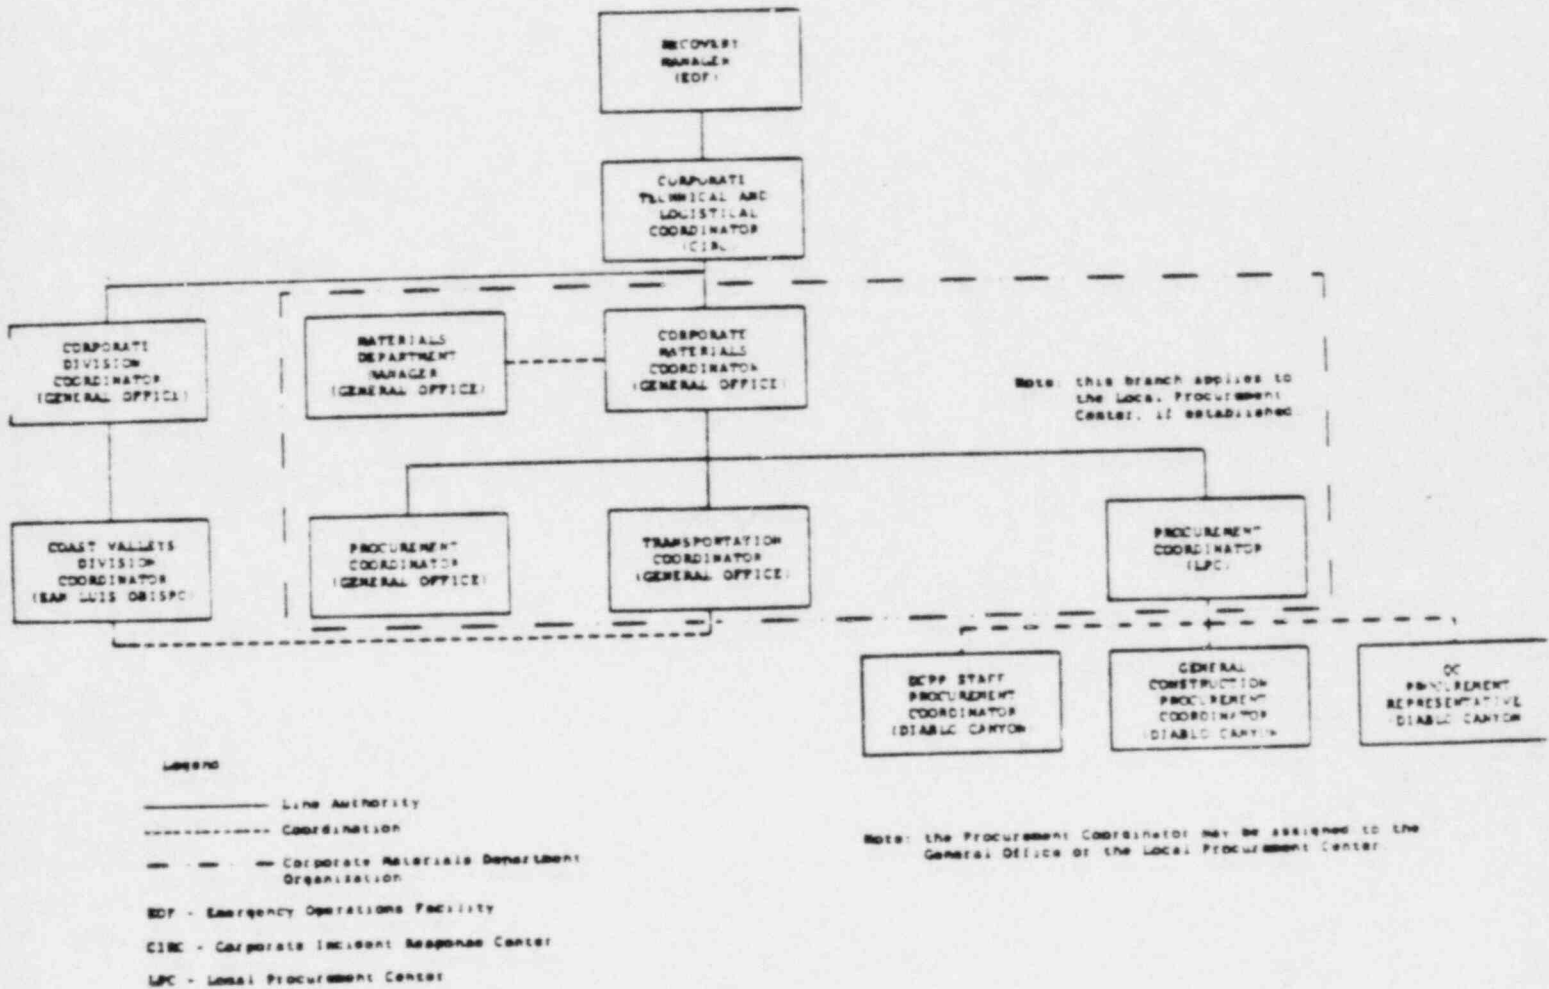 RECOVERY
MANAGER
(EOF)
CORPORATE
TECHNICAL AND
LOGISTICAL
COORDINATOR
(CIRC)
CORPORATE
DIVISION
COORDINATOR
(GENERAL OFFICE)
MATERIALS
DEPARTMENT
MANAGER
(GENERAL OFFICE)
CORPORATE
MATERIALS
COORDINATOR
(GENERAL OFFICE)
Note: this branch applies to
the Local Procurement
Center, if established
COAST VALLEYS
DIVISION
COORDINATOR
(SAN LUIS OBISPO)
PROCUREMENT
COORDINATOR
(GENERAL OFFICE)
TRANSPORTATION
COORDINATOR
(GENERAL OFFICE)
PROCUREMENT
COORDINATOR
(LPC)
DCPP STAFF
PROCUREMENT
COORDINATOR
(DIABLO CANYON
GENERAL
CONSTRUCTION
PROCUREMENT
COORDINATOR
(DIABLO CANYON
PROCUREMENT
REPRESENTATIVE
(DIABLO CANYON
Legend
Line Authority
Coordination
Corporate Materials Department
Organization
EOF - Emergency Operations Facility
CIRC - Corporate Incident Response Center
LPC - Local Procurement Center
Note: the Procurement Coordinator may be assigned to the
General Office or the Local Procurement Center